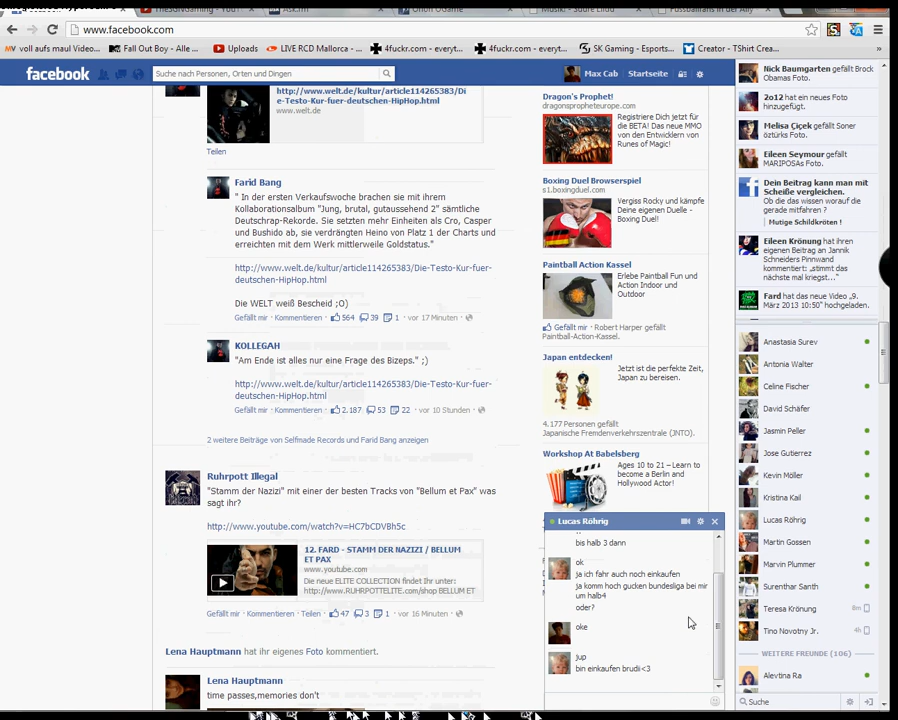 ThesSNGaming - You
Ask.fm
Orion OGame
Musik! - Suure Liidu
Fussballtrans in der Ally
www.facebook.com
voll aufs maul Video...
Fall Out Boy - Alle ...
Uploads
LIVE RCD Mallorca - ...
4fuckr.com - everyt...
4fuckr.com - everyt...
SK Gaming - Esports...
Creator - TShirt Crea...
»
facebook
Suche nach Personen, Orten und Dingen
Max Cab
Startseite
http://www.welt.de/kultur/article114265383/Di
e-Testo-Kur-fuer-deutschen-HipHop.html
www.welt.de
Teilen
Farid Bang
" In der ersten Verkaufswoche brachen sie mit ihrem
Kollaborationsalbum "Jung, brutal, gutaussehend 2" sämtliche
Deutschrap-Rekorde. Sie setzten mehr Einheiten als Cro, Casper
und Bushido ab, sie verdrängten Heino von Platz 1 der Charts und
erreichten mit dem Werk mittlerweile Goldstatus."
http://www.welt.de/kultur/article114265383/Die-Testo-Kur-fuer-
deutschen-HipHop.html
Die WELT weiß Bescheid ;O)
Gefällt mir · Kommentieren · 564 39 1 · vor 17 Minuten ·
KOLLEGAH
"Am Ende ist alles nur eine Frage des Bizeps." ;)
http://www.welt.de/kultur/article114265383/Die-Testo-Kur-fuer-
deutschen-HipHop.html
Gefällt mir · Kommentieren · 2.187 53 22 · vor 10 Stunden ·
2 weitere Beiträge von Selfmade Records und Farid Bang anzeigen
Ruhrpott Illegal
"Stamm der Nazizi" mit einer der besten Tracks von "Bellum et Pax" was
sagt ihr?
http://www.youtube.com/watch?v=HC7bCDVBh5c
12. FARD - STAMM DER NAZIZI / BELLUM
ET PAX
www.youtube.com
Die neue ELITE COLLECTION findet Ihr unter:
http://www.RUHRPOTTELITE.com/shop BELLUM ET
Gefällt mir · Kommentieren · Teilen · 47 3 1 · vor 16 Minuten ·
Lena Hauptmann hat ihr eigenes Foto kommentiert.
Lena Hauptmann
time passes,memories don't
Dragon's Prophet!
dragonspropheteurope.com
Registriere Dich jetzt für
die BETA! Das neue MMO
von den Entwicklern von
Runes of Magic!
Boxing Duel Browserspiel
s1.boxingduel.com
Vergiss Rocky und kämpfe
Deine eigenen Duelle -
Boxing Duel!
Paintball Action Kassel
Erlebe Paintball Fun und
Action Indoor und
Outdoor
Gefällt mir · Robert Harper gefällt
Paintball-Action-Kassel.
Japan entdecken!
Jetzt ist die perfekte Zeit,
Japan zu bereisen.
4.177 Personen gefällt
Japanische Fremdenverkehrszentrale (JNTO).
Workshop At Babelsberg
Ages 10 to 21 – Learn to
become a Berlin and
Hollywood Actor!
Lucas Röhrig
bis halb 3 dann
ok
ja ich fahr auch noch einkaufen
ja komm hoch gucken bundesliga bei mir
um halb4
oder?
oke
jup
bin einkaufen brudi<3
Nick Baumgarten gefällt Brock
Obamas Foto.
2o12 hat ein neues Foto
hinzugefügt.
Melisa Çiçek gefällt Soner
öztürks Foto.
Eileen Seymour gefällt
MARIPOSAs Foto.
Dein Beitrag kann man mit
Scheiße vergleichen.
Ob die das wissen worauf die
gerade mitfahren ?
Mutige Schildkröten !
Eileen Krönung hat ihren
eigenen Beitrag an Jannik
Schneiders Pinnwand
kommentiert: „stimmt das
nächste mal kriegst..."
Fard hat das neue Video „9.
März 2013 10:50" hochgeladen.
Anastasia Surev
Antonia Walter
Celine Fischer
David Schäfer
Jasmin Peller
Jose Gutierrez
Kevin Möller
Kristina Kail
Lucas Röhrig
Martin Gossen
Marvin Plummer
Surenthar Santh
Teresa Krönung 8m
Tino Novotny Jr. 4h
WEITERE FREUNDE (106)
Alevtina Ra
Suche